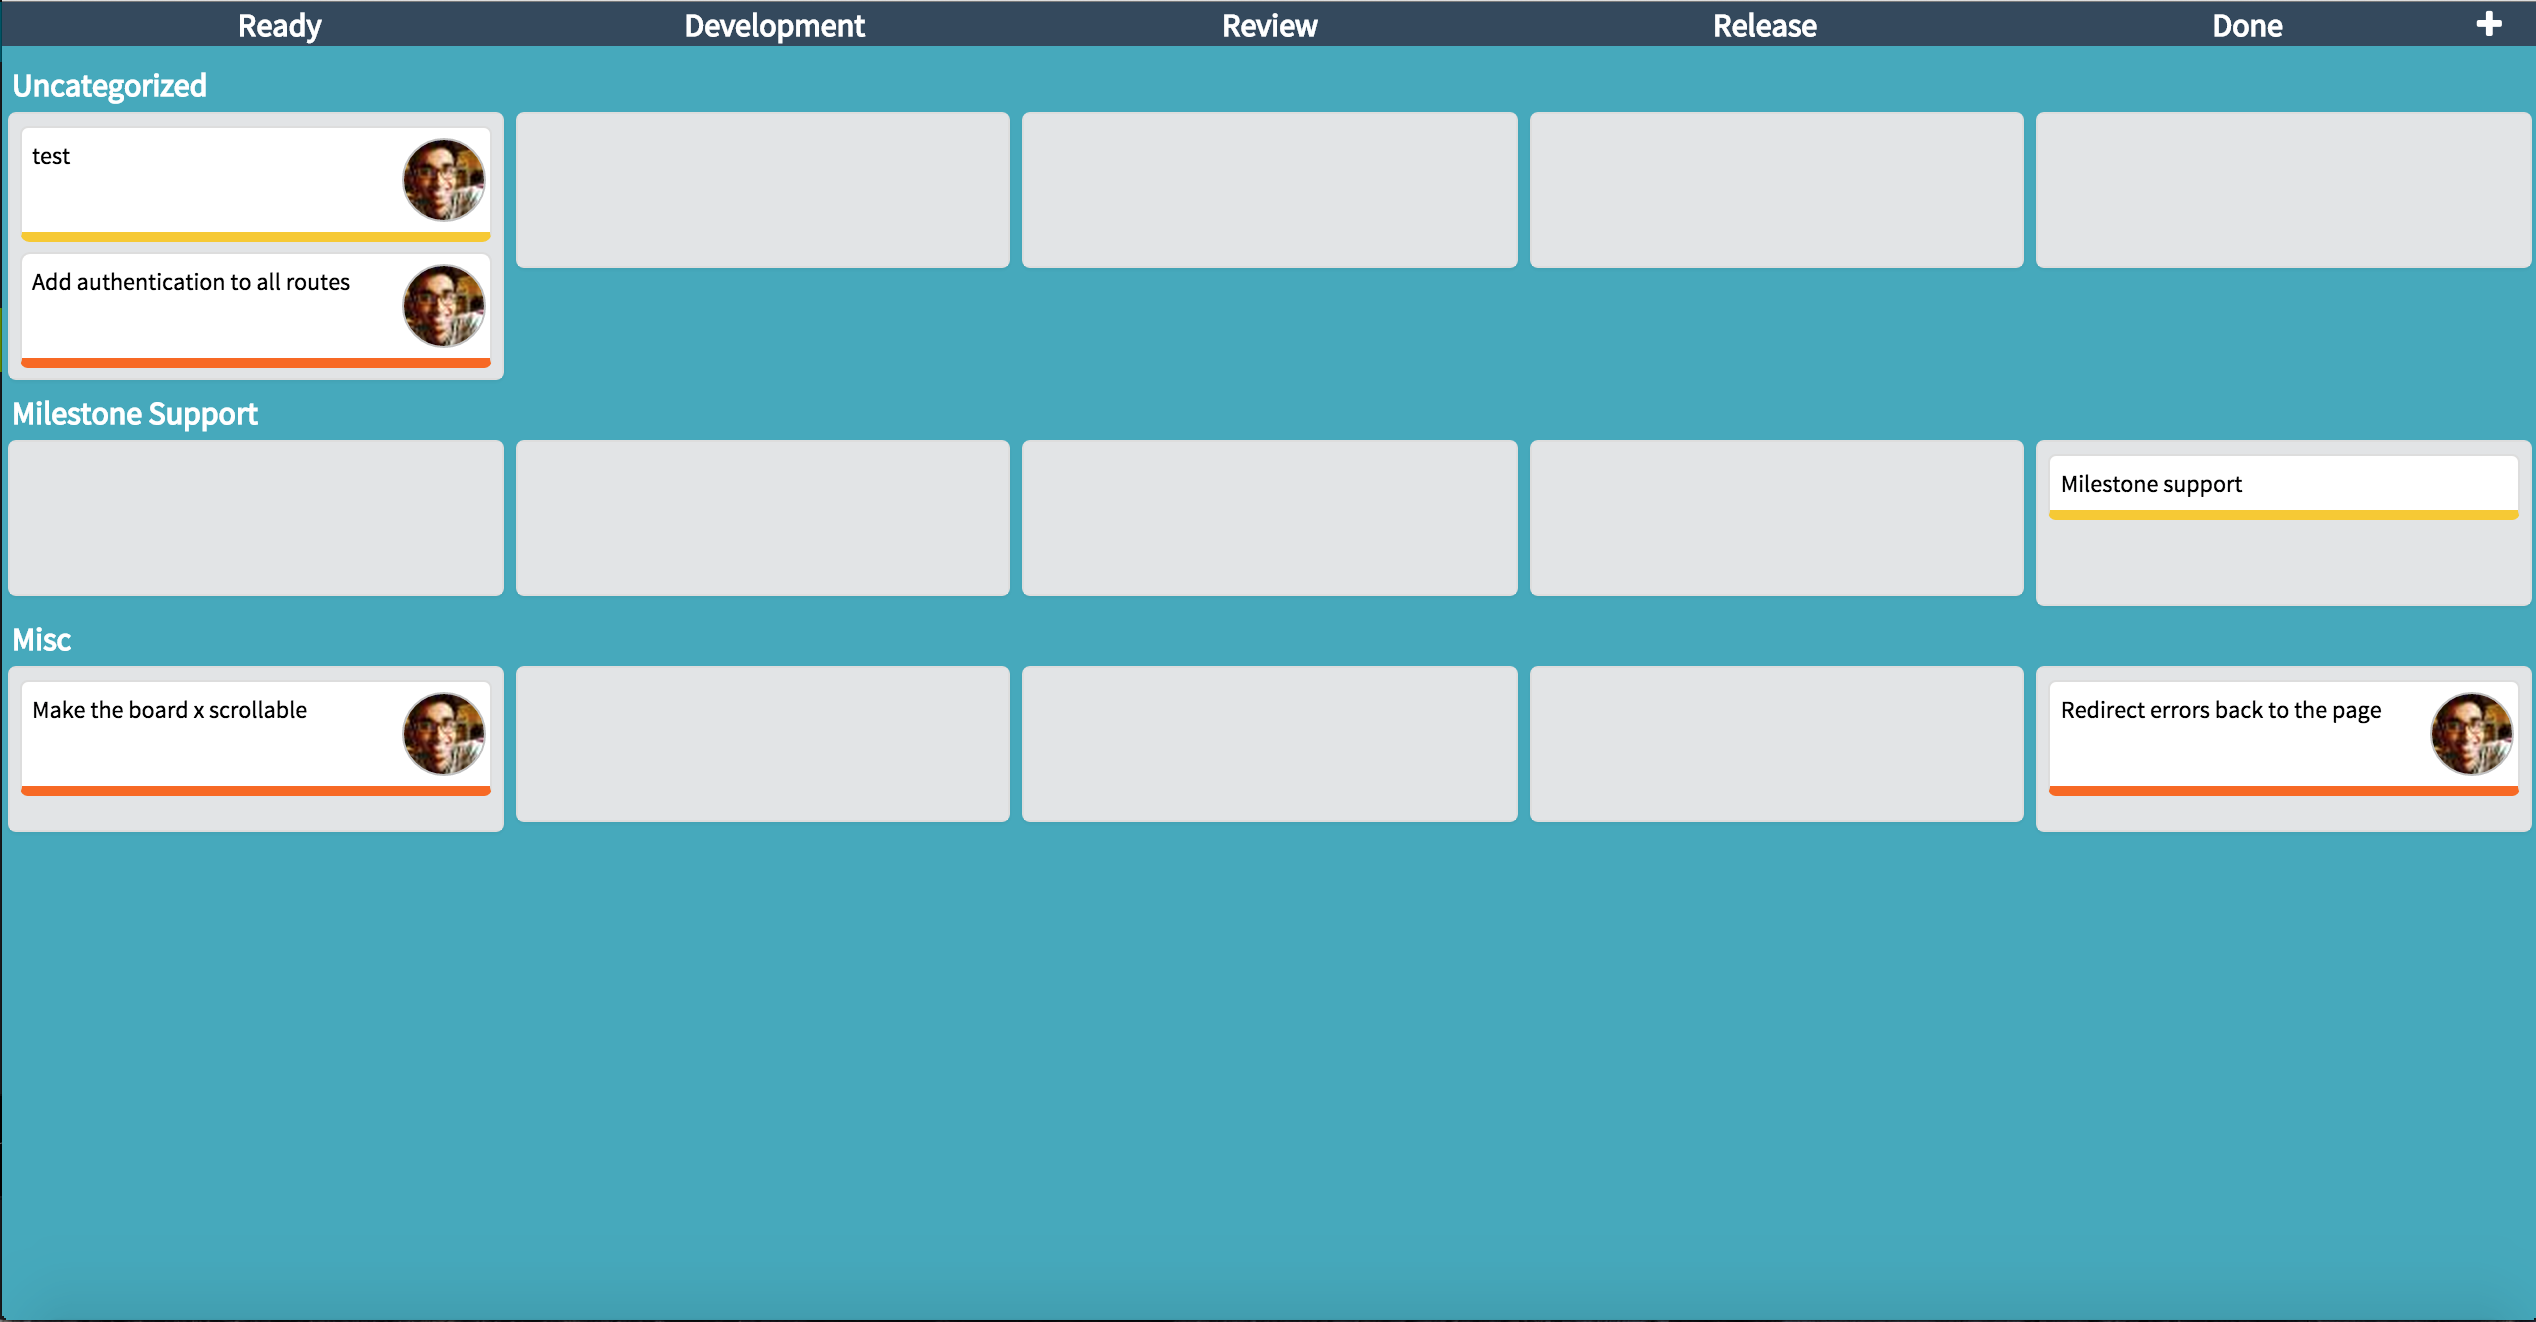 Ready Development Review Release Done
Uncategorized
test
Add authentication to all routes
Milestone Support
Milestone support
Misc
Make the board x scrollable
Redirect errors back to the page